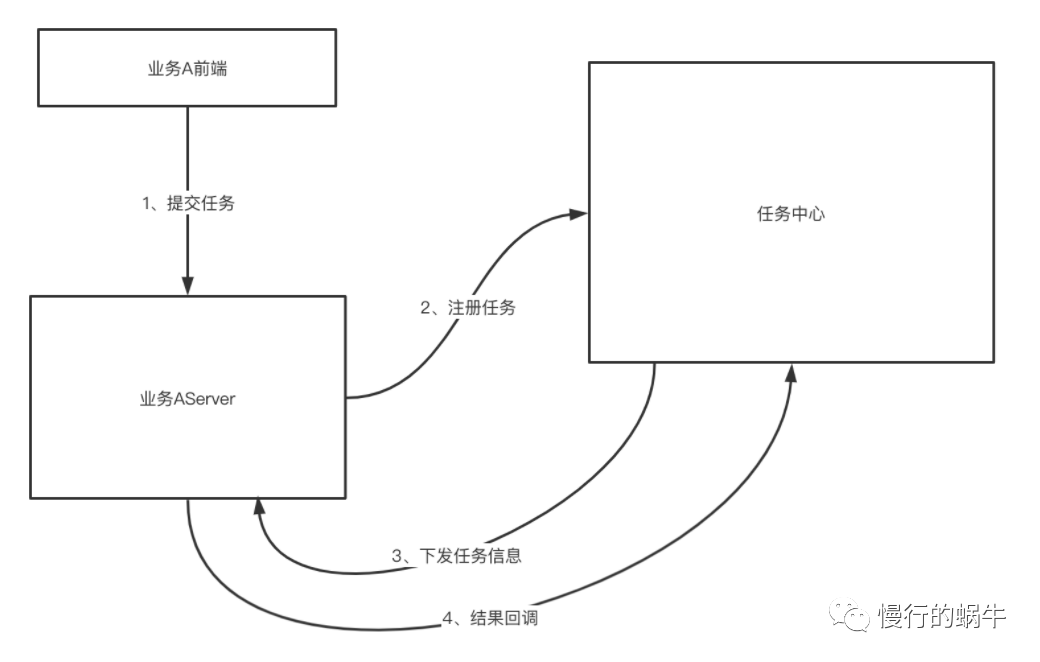 业务A前端
1、提交任务
任务中心
2、注册任务
业务AServer
3、下发任务信息
4、结果回调
慢行的蜗牛